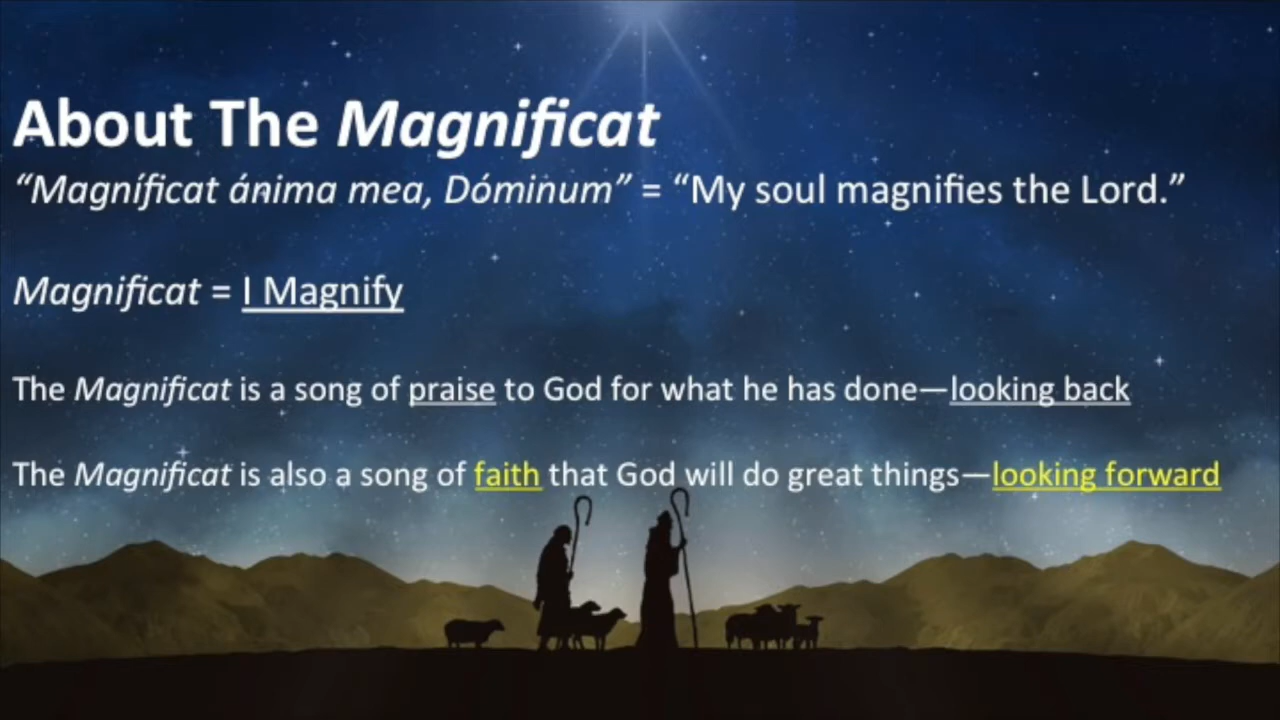 About The Magnificat
“Magníficat ánima mea, Dóminum” = “My soul magnifies the Lord.”
Magnificat = I Magnify
The Magnificat is a song of praise to God for what he has done—looking back
The Magnificat is also a song of faith that God will do great things—looking forward